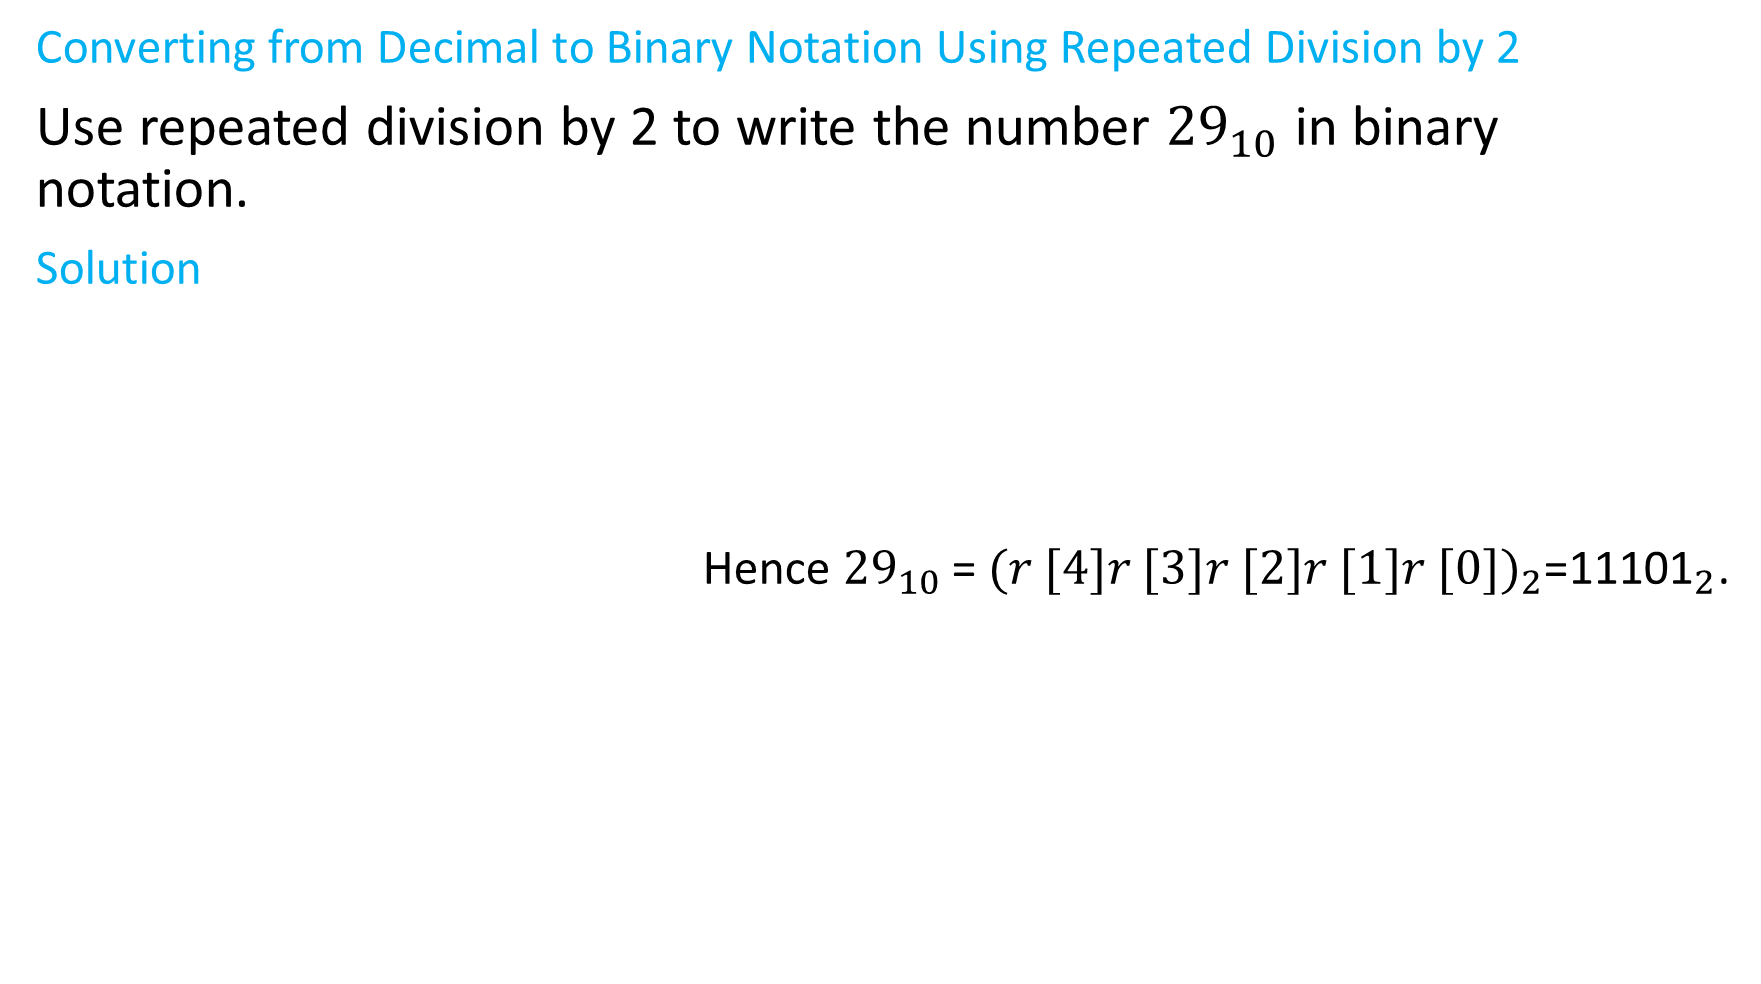 Converting from Decimal to Binary Notation Using Repeated Division by 2
Use repeated division by 2 to write the number 29₁₀ in binary
notation.
Solution
Hence 29₁₀ = (𝑟 [4]𝑟 [3]𝑟 [2]𝑟 [1]𝑟 [0])₂=11101₂.